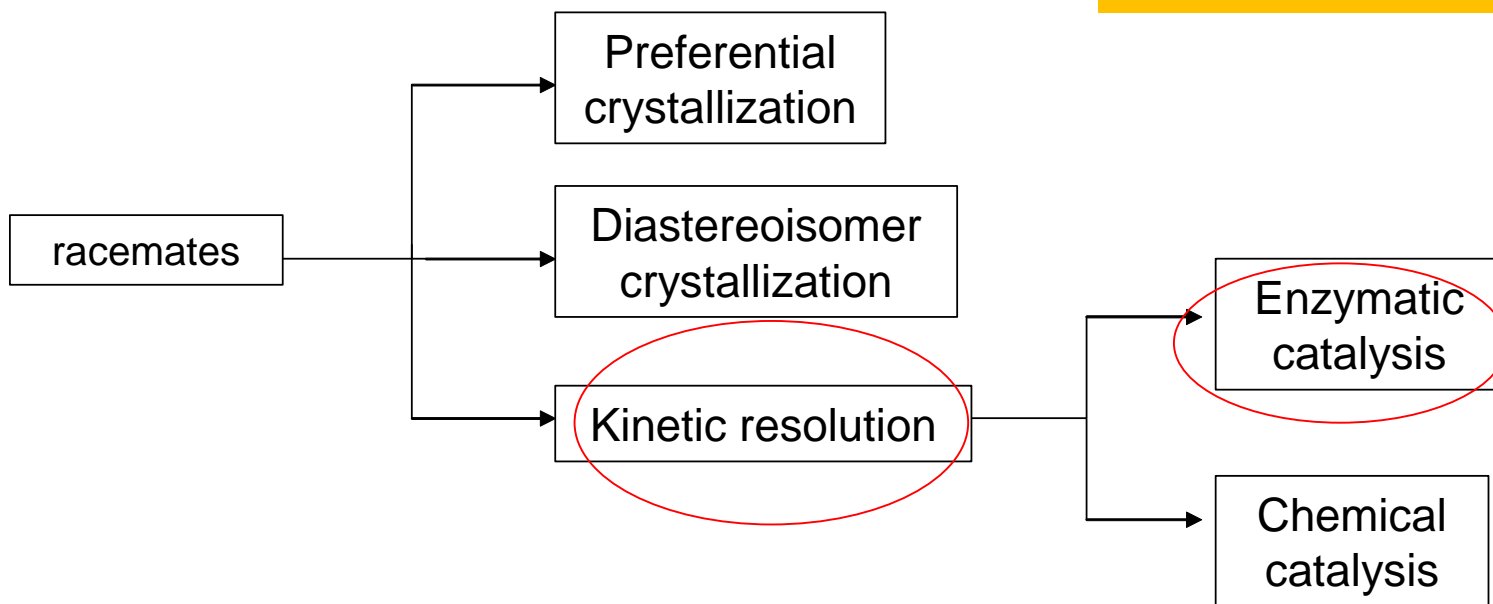 racemates
Preferential
crystallization
Diastereoisomer
crystallization
Kinetic resolution
Enzymatic
catalysis
Chemical
catalysis